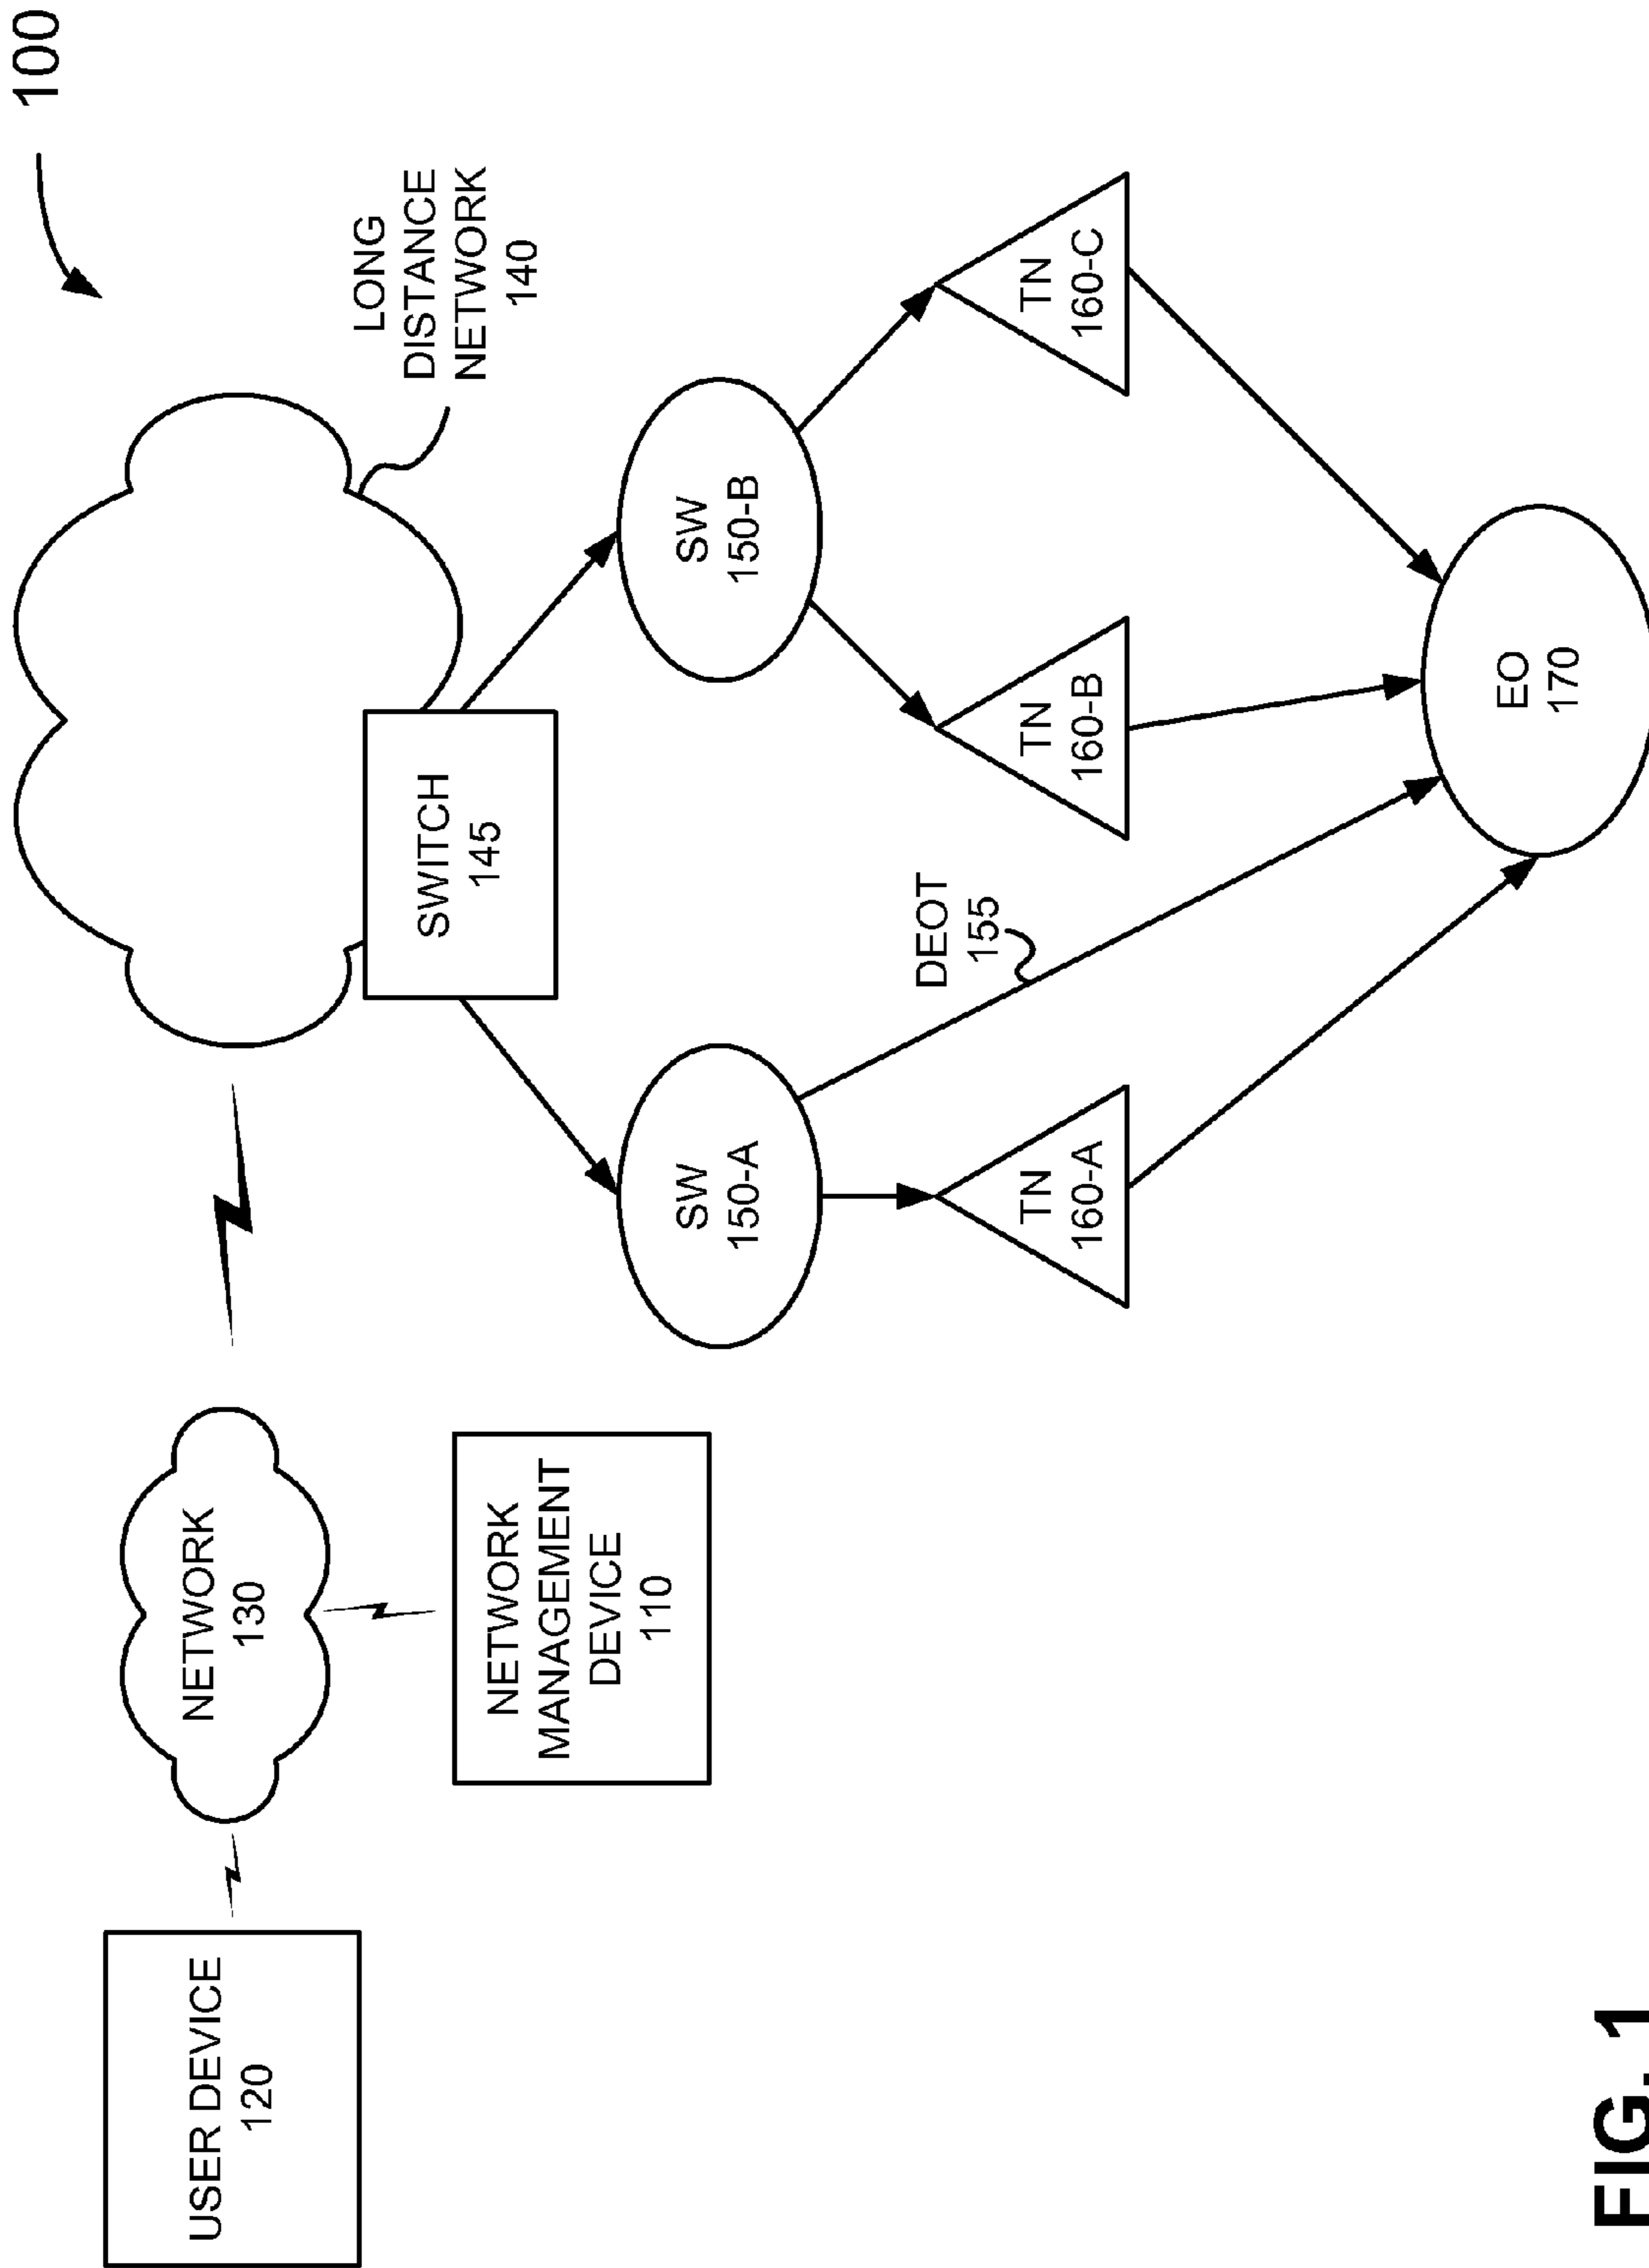 100
LONG
DISTANCE
NETWORK
140
SWITCH
145
NETWORK
130
USER DEVICE
120
NETWORK
MANAGEMENT
DEVICE
110
SW
150-A
SW
150-B
DEOT
155
TN
160-A
TN
160-B
TN
160-C
EO
170
FIG. 1